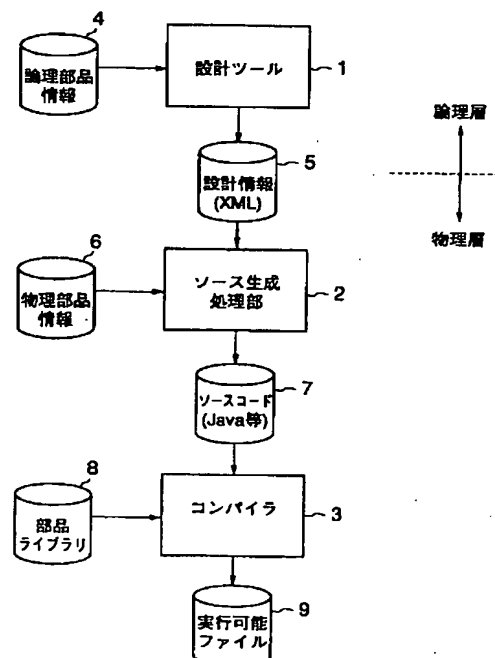 4
論理部品
情報
設計ツール
1
論理層
5
設計情報
(XML)
物理層
6
物理部品
情報
ソース生成
処理部
2
7
ソースコード
(Java等)
8
部品
ライブラリ
コンパイラ
3
9
実行可能
ファイル